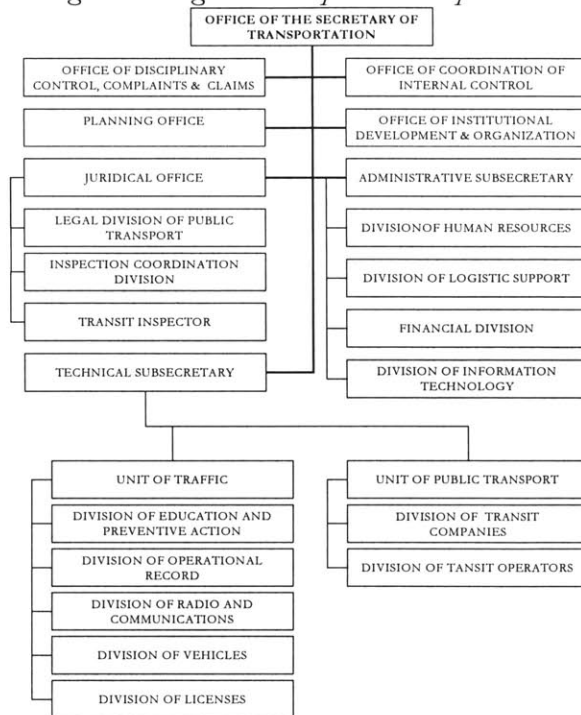 OFFICE OF THE SECRETARY OF
TRANSPORTATION
OFFICE OF DISCIPLINARY
CONTROL, COMPLAINTS & CLAIMS
OFFICE OF COORDINATION OF
INTERNAL CONTROL
PLANNING OFFICE
OFFICE OF INSTITUTIONAL
DEVELOPMENT & ORGANIZATION
JURIDICAL OFFICE
ADMINISTRATIVE SUBSECRETARY
LEGAL DIVISION OF PUBLIC
TRANSPORT
DIVISIONOF HUMAN RESOURCES
INSPECTION COORDINATION
DIVISION
DIVISION OF LOGISTIC SUPPORT
TRANSIT INSPECTOR
FINANCIAL DIVISION
TECHNICAL SUBSECRETARY
DIVISION OF INFORMATION
TECHNOLOGY
UNIT OF TRAFFIC
UNIT OF PUBLIC TRANSPORT
DIVISION OF EDUCATION AND
PREVENTIVE ACTION
DIVISION OF TRANSIT
COMPANIES
DIVISION OF OPERATIONAL
RECORD
DIVISION OF TANSIT OPERATORS
DIVISION OF RADIO AND
COMMUNICATIONS
DIVISION OF VEHICLES
DIVISION OF LICENSES